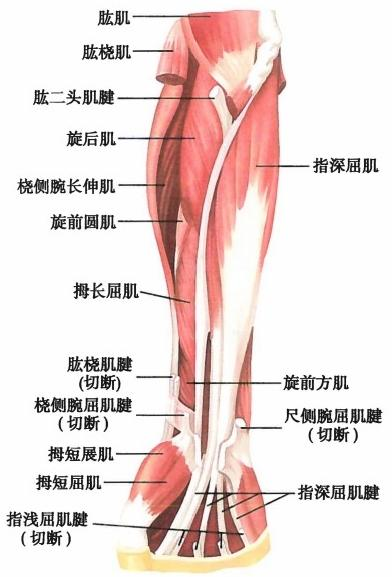 肱肌
肱桡肌
肱二头肌腱
旋后肌
指深屈肌
桡侧腕长伸肌
旋前圆肌
拇长屈肌
肱桡肌腱
(切断)
旋前方肌
桡侧腕屈肌腱
(切断)
尺侧腕屈肌腱
(切断)
拇短展肌
拇短屈肌
指深屈肌腱
指浅屈肌腱
(切断)